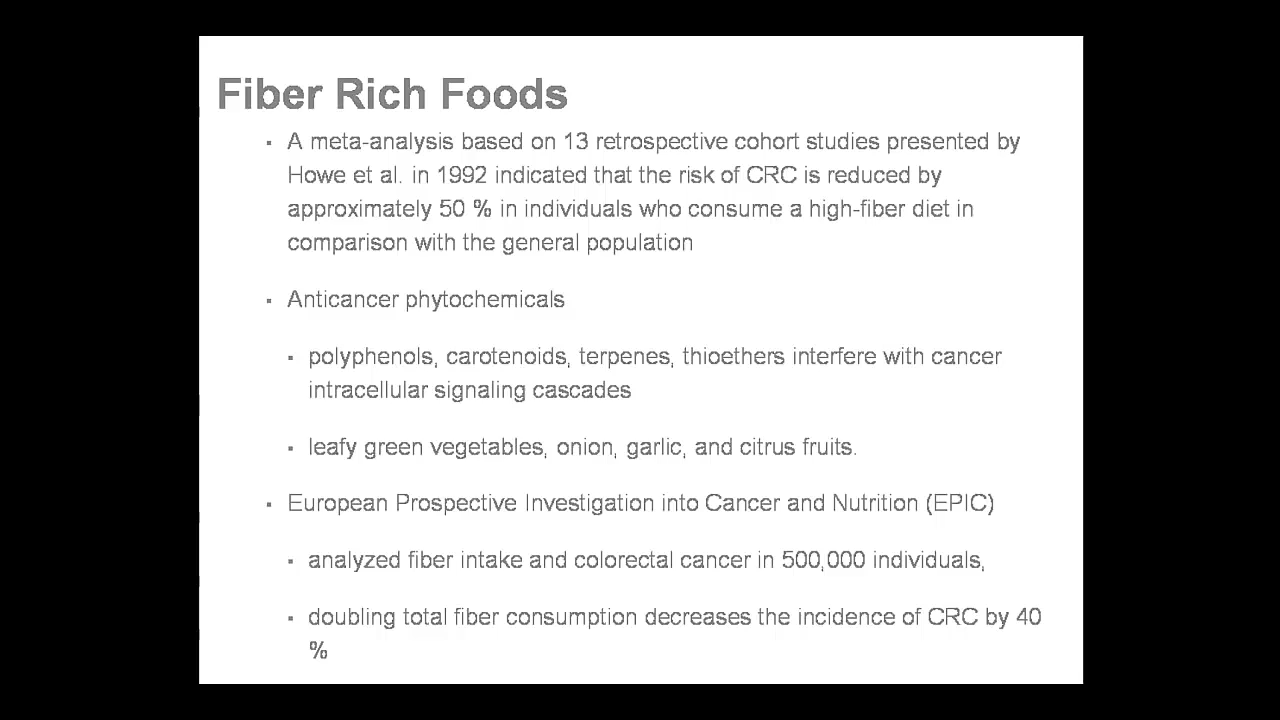 Fiber Rich Foods
▪ A meta-analysis based on 13 retrospective cohort studies presented by
Howe et al. in 1992 indicated that the risk of CRC is reduced by
approximately 50 % in individuals who consume a high-fiber diet in
comparison with the general population
▪ Anticancer phytochemicals
▪ polyphenols, carotenoids, terpenes, thioethers interfere with cancer
intracellular signaling cascades
▪ leafy green vegetables, onion, garlic, and citrus fruits.
▪ European Prospective Investigation into Cancer and Nutrition (EPIC)
▪ analyzed fiber intake and colorectal cancer in 500,000 individuals,
▪ doubling total fiber consumption decreases the incidence of CRC by 40
%